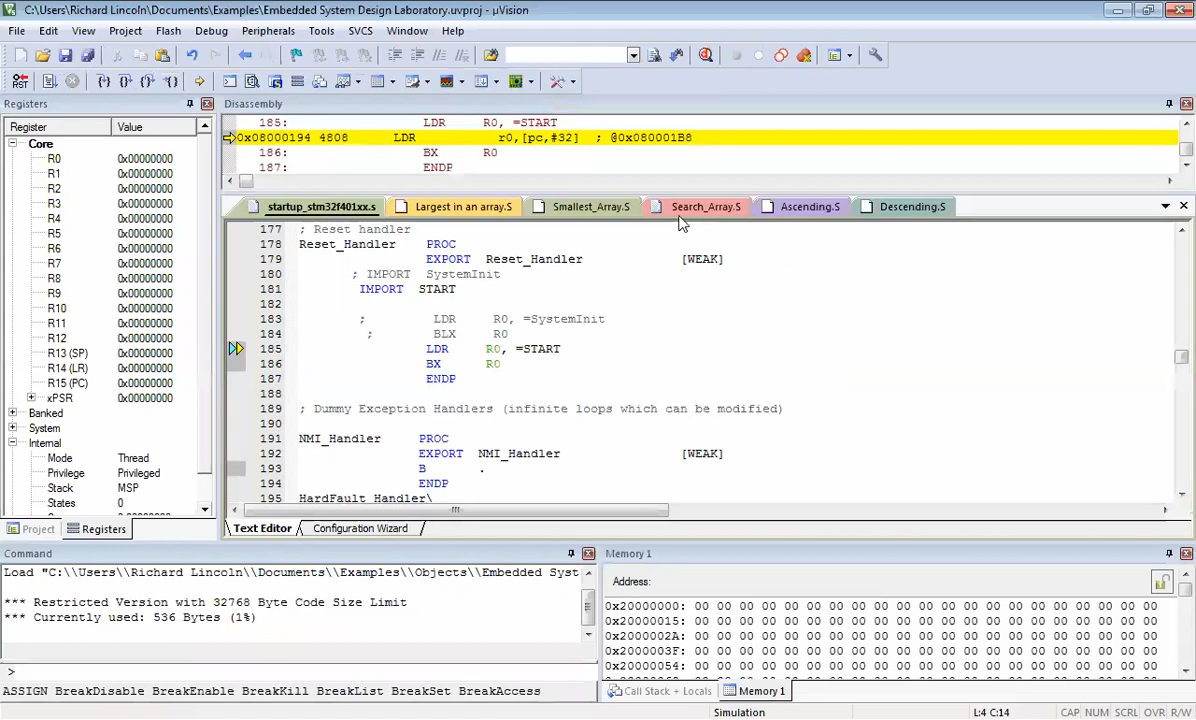 C:\Users\Richard Lincoln\Documents\Examples\Embedded System Design Laboratory.uvproj - µVision
File Edit View Project Flash Debug Peripherals Tools SVCS Window Help
RST
Registers
Register Value
Core
R0 0x00000000
R1 0x00000000
R2 0x00000000
R3 0x00000000
R4 0x00000000
R5 0x00000000
R6 0x00000000
R7 0x00000000
R8 0x00000000
R9 0x00000000
R10 0x00000000
R11 0x00000000
R12 0x00000000
R13 (SP) 0x00000000
R14 (LR) 0x00000000
R15 (PC) 0x00000000
xPSR 0x00000000
Banked
System
Internal
Mode Thread
Privilege Privileged
Stack MSP
States 0
Project Registers
Disassembly
185: LDR R0, =START
0x08000194 4808 LDR r0,[pc,#32] ; @0x080001B8
186: BX R0
187: ENDP
startup_stm32f401xx.s Largest in an array.S Smallest_Array.S Search_Array.S Ascending.S Descending.S
177 ; Reset handler
178 Reset_Handler PROC
179 EXPORT Reset_Handler [WEAK]
180 ; IMPORT SystemInit
181 IMPORT START
182
183 ; LDR R0, =SystemInit
184 ; BLX R0
185 LDR R0, =START
186 BX R0
187 ENDP
188
189 ; Dummy Exception Handlers (infinite loops which can be modified)
190
191 NMI_Handler PROC
192 EXPORT NMI_Handler [WEAK]
193 B .
194 ENDP
195 HardFault_Handler\
Text Editor Configuration Wizard
Command
Load "C:\\Users\\Richard Lincoln\\Documents\\Examples\\Objects\\Embedded Syst
*** Restricted Version with 32768 Byte Code Size Limit
*** Currently used: 536 Bytes (1%)
>
ASSIGN BreakDisable BreakEnable BreakKill BreakList BreakSet BreakAccess
Memory 1
Address:
0x20000000: 00 00 00 00 00 00 00 00 00 00 00 00 00 00 00 00 00 00 00 00 00
0x20000015: 00 00 00 00 00 00 00 00 00 00 00 00 00 00 00 00 00 00 00 00 00
0x2000002A: 00 00 00 00 00 00 00 00 00 00 00 00 00 00 00 00 00 00 00 00 00
0x2000003F: 00 00 00 00 00 00 00 00 00 00 00 00 00 00 00 00 00 00 00 00 00
0x20000054: 00 00 00 00 00 00 00 00 00 00 00 00 00 00 00 00 00 00 00 00 00
Call Stack + Locals Memory 1
Simulation L:4 C:14 CAP NUM SCRL OVR R/W